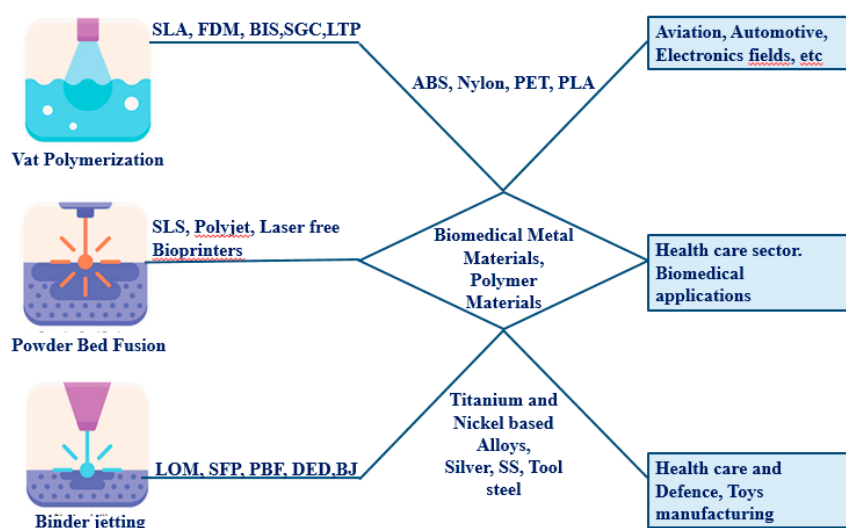 SLA, FDM, BIS,SGC,LTP
Aviation, Automotive,
Electronics fields, etc
ABS, Nylon, PET, PLA
Vat Polymerization
SLS, Polyjet, Laser free
Bioprinters
Biomedical Metal
Materials,
Polymer
Materials
Health care sector.
Biomedical
applications
Powder Bed Fusion
Titanium and
Nickel based
Alloys,
Silver, SS, Tool
steel
LOM, SFP, PBF, DED,BJ
Health care and
Defence, Toys
manufacturing
Binder jetting